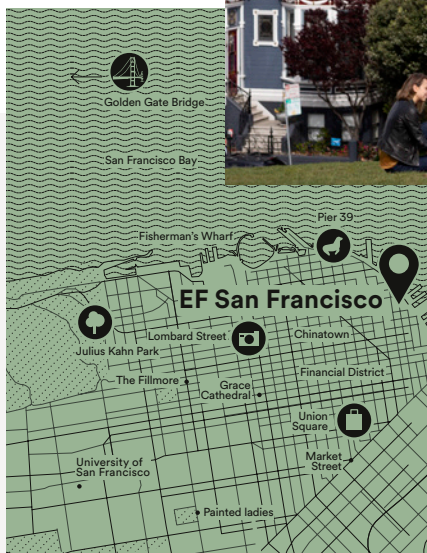 Golden Gate Bridge
San Francisco Bay
Pier 39
Fisherman's Wharf
EF San Francisco
Lombard Street
Chinatown
Julius Kahn Park
The Fillmore
Financial District
Grace
Cathedral
Union
Square
Market
Street
University of
San Francisco
Painted ladies